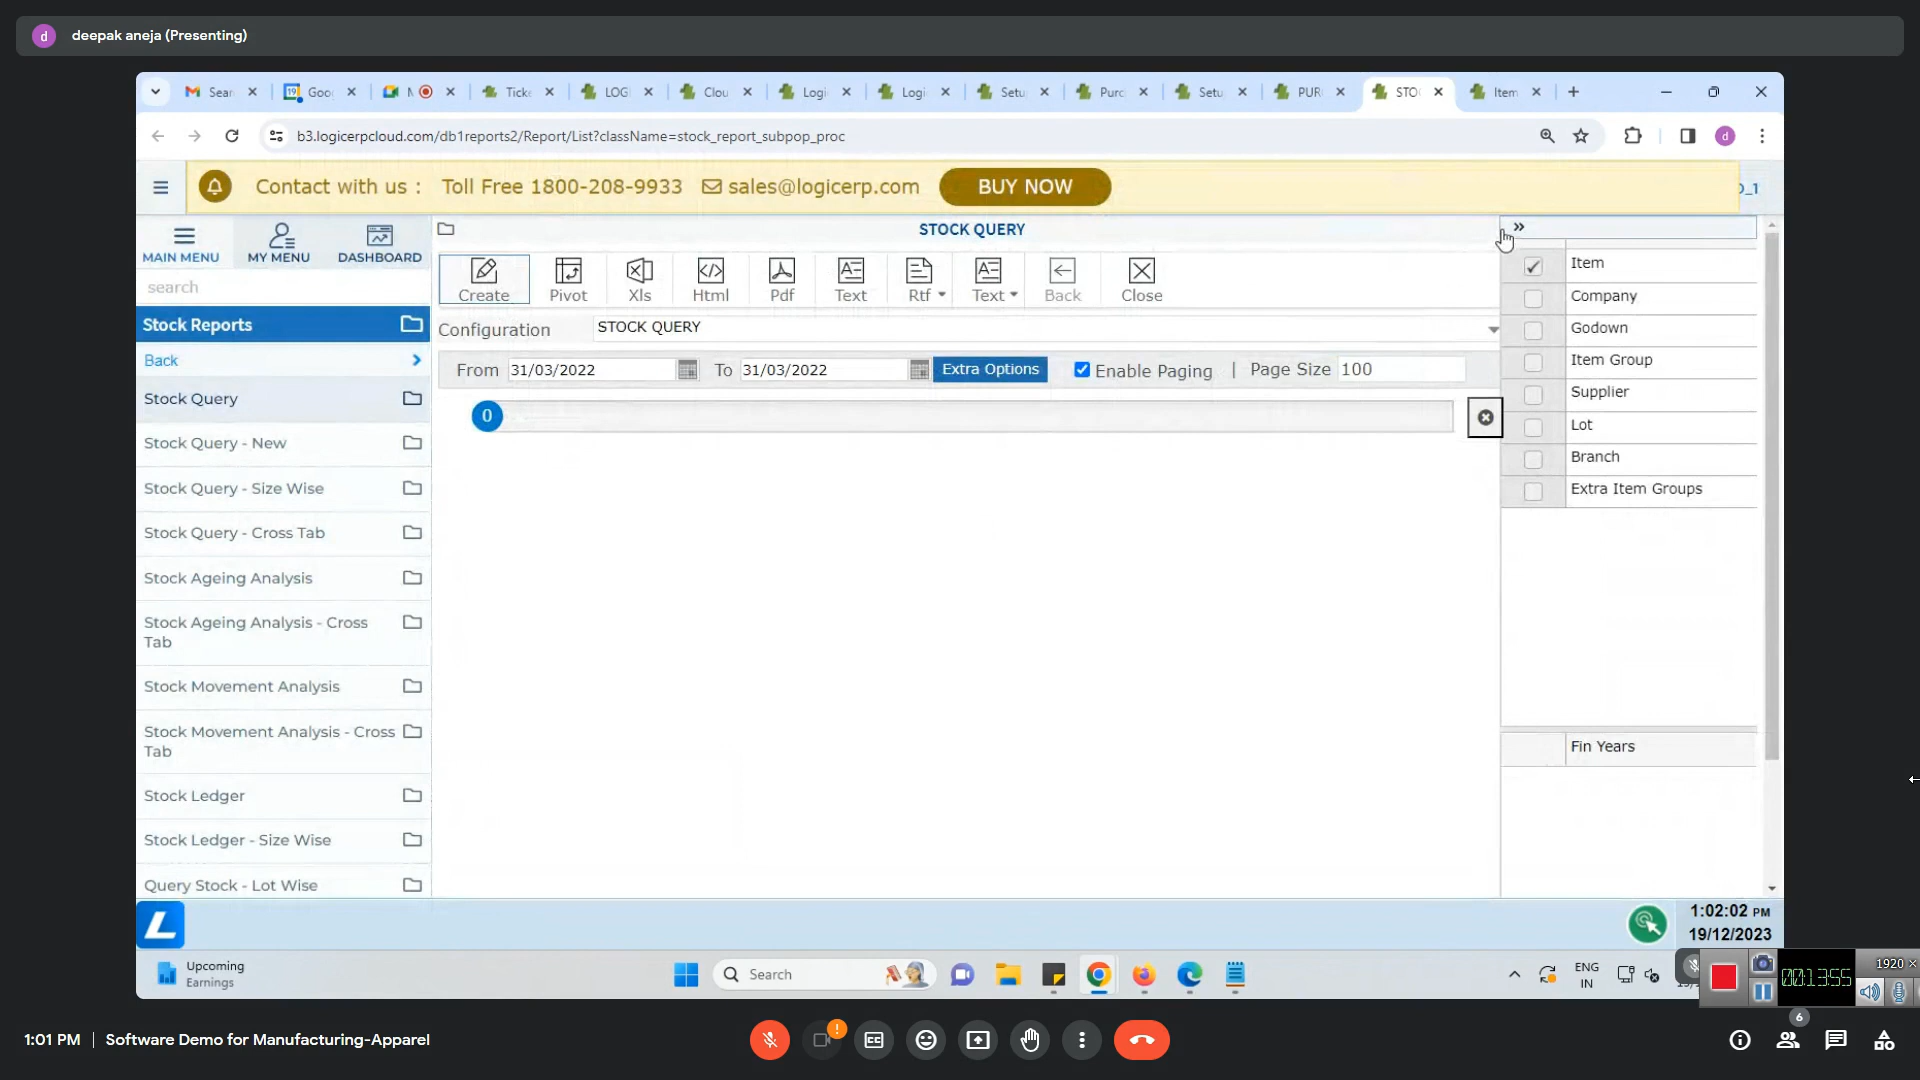 d deepak aneja (Presenting)
Sear
Goo
M
Ticke
LOG
Clou
Logi
Logi
Setu
Purc
Setu
PUR
STO
Item
b3.logicerpcloud.com/db1reports2/Report/List?className=stock_report_subpop_proc
d
Contact with us : Toll Free 1800-208-9933 sales@logicerp.com BUY NOW
_1
MAIN MENU
MY MENU
DASHBOARD
STOCK QUERY
»
search
Create
Pivot
Xls
Html
Pdf
Text
Rtf
Text
Back
Close
Configuration STOCK QUERY
From 31/03/2022 To 31/03/2022 Extra Options Enable Paging | Page Size 100
0
Stock Reports
Back
Stock Query
Stock Query - New
Stock Query - Size Wise
Stock Query - Cross Tab
Stock Ageing Analysis
Stock Ageing Analysis - Cross
Tab
Stock Movement Analysis
Stock Movement Analysis - Cross
Tab
Stock Ledger
Stock Ledger - Size Wise
Query Stock - Lot Wise
Item
Company
Godown
Item Group
Supplier
Lot
Branch
Extra Item Groups
Fin Years
L
1:02:02 PM
19/12/2023
Upcoming
Earnings
Search
ENG
IN
00:13:55
1920 ×
6
1:01 PM | Software Demo for Manufacturing-Apparel